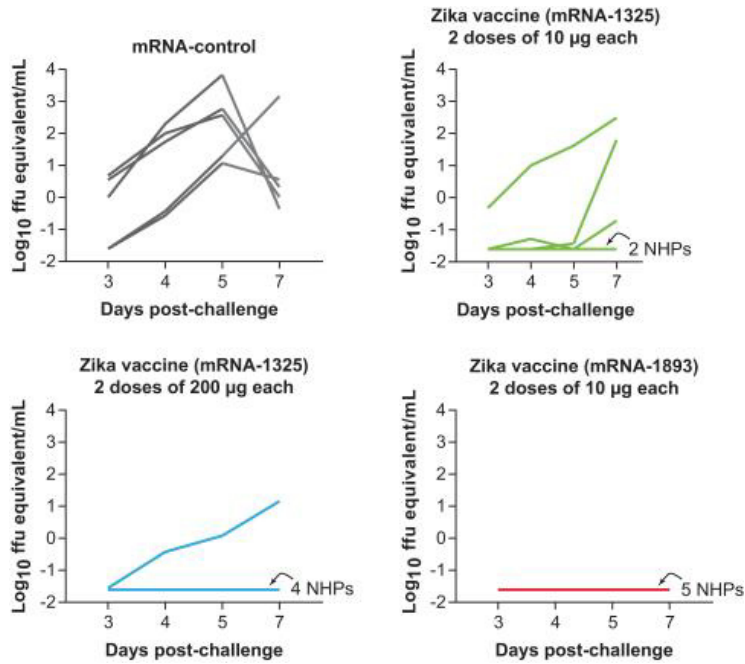 mRNA-control
Log10 ffu equivalent/mL
4
3
2
1
0
-1
-2
3 4 5 7
Days post-challenge
Zika vaccine (mRNA-1325)
2 doses of 10 µg each
Log10 ffu equivalent/mL
4
3
2
1
0
-1
-2
2 NHPs
3 4 5 7
Days post-challenge
Zika vaccine (mRNA-1325)
2 doses of 200 µg each
Log10 ffu equivalent/mL
4
3
2
1
0
-1
-2
4 NHPs
3 4 5 7
Days post-challenge
Zika vaccine (mRNA-1893)
2 doses of 10 µg each
Log10 ffu equivalent/mL
4
3
2
1
0
-1
-2
5 NHPs
3 4 5 7
Days post-challenge